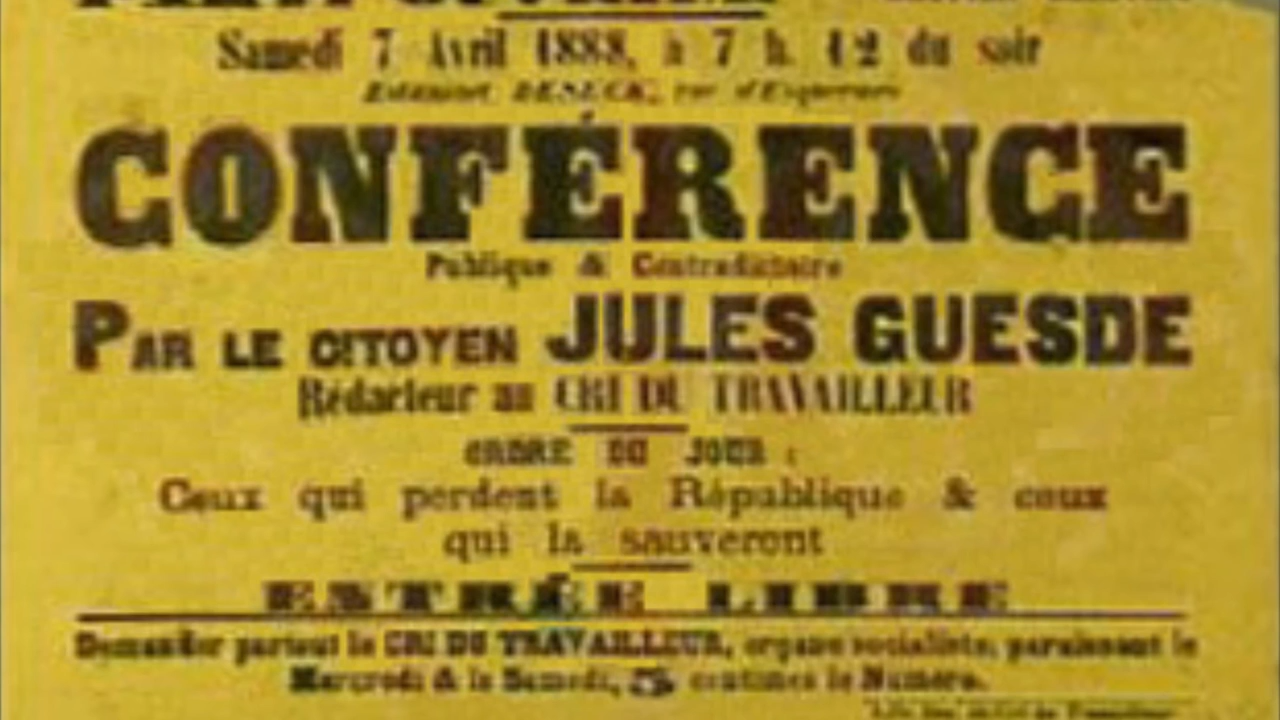 Samedi 7 Avril 1888, à 7 h. 1 2 du soir
rue d'Esquermes
CONFÉRENCE
Publique & Contradictoire
PAR LE CITOYEN JULES GUESDE
Rédacteur au CRI DU TRAVAILLEUR
ORDRE DU JOUR :
Ceux qui perdent la République & ceux
qui la sauveront
ENTRÉE LIBRE
Demander partout le CRI DU TRAVAILLEUR, organe socialiste, paraissant le
Mercredi & le Samedi, 5 centimes le Numéro.